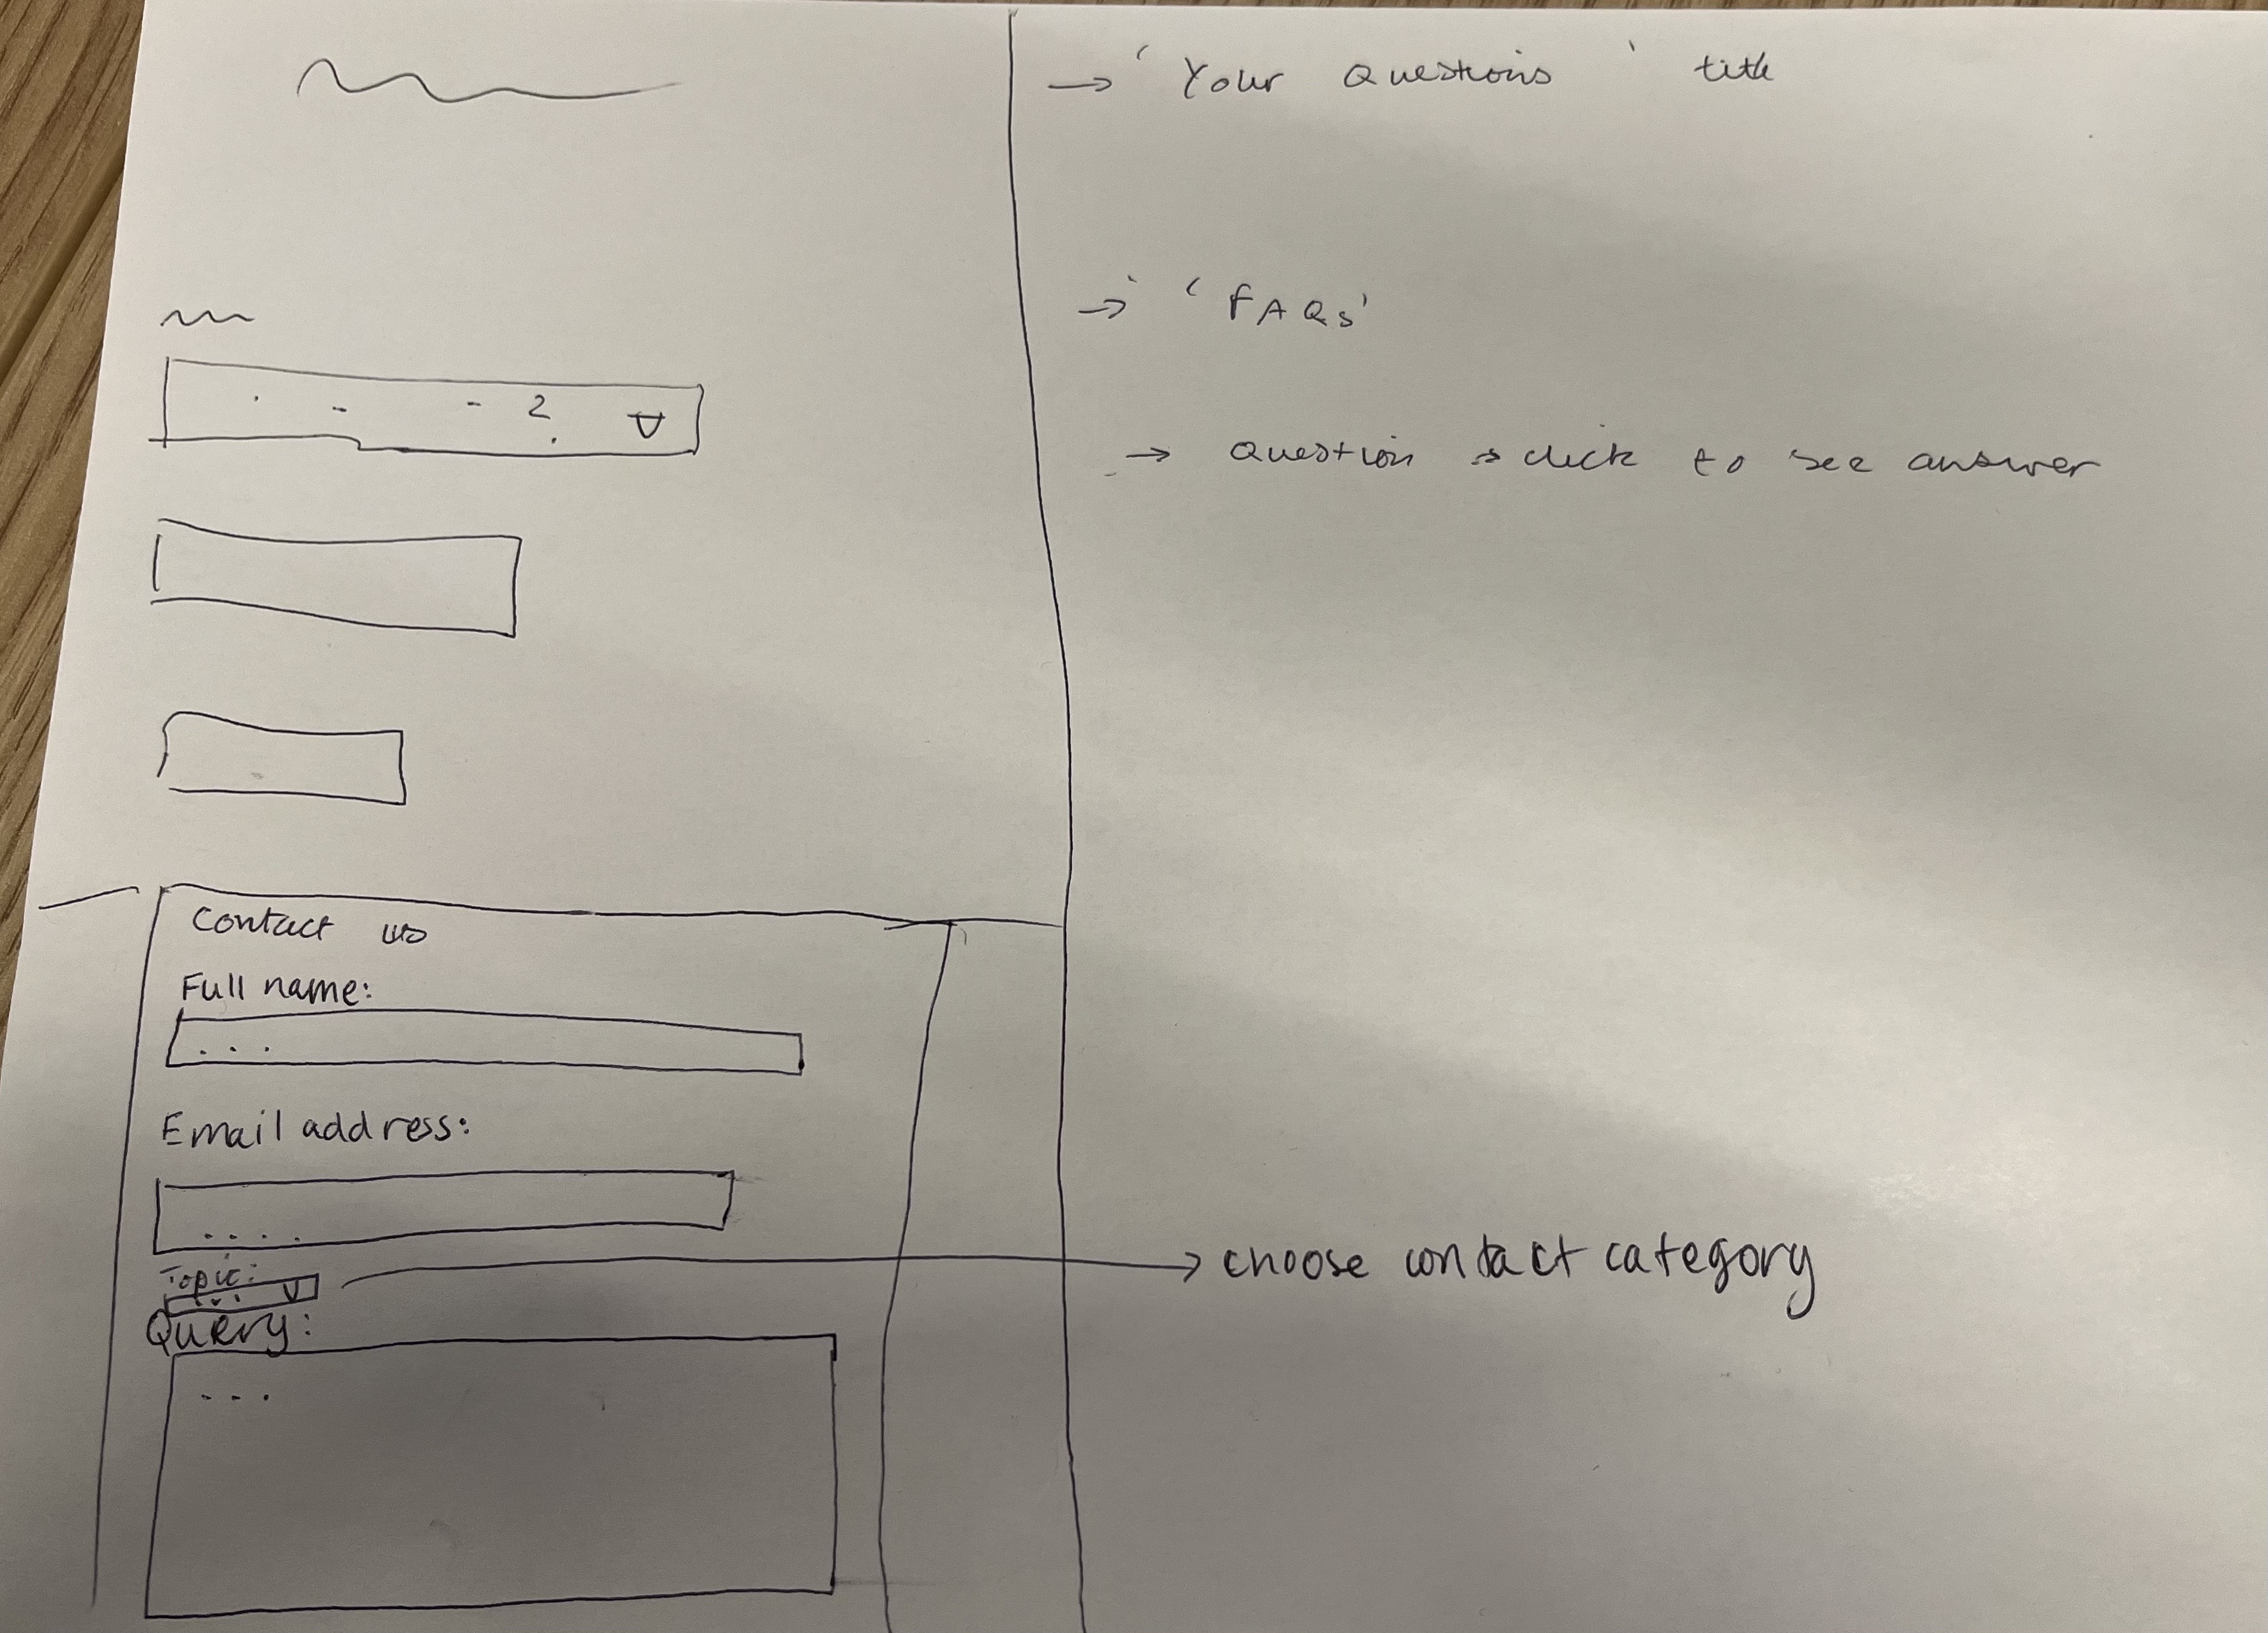 → 'Your Questions' title
→ 'FAQs'
→ Question → click to see answer
Contact us
Full name:
...
Email address:
....
Topic:
...
→ choose contact category
Query:
...